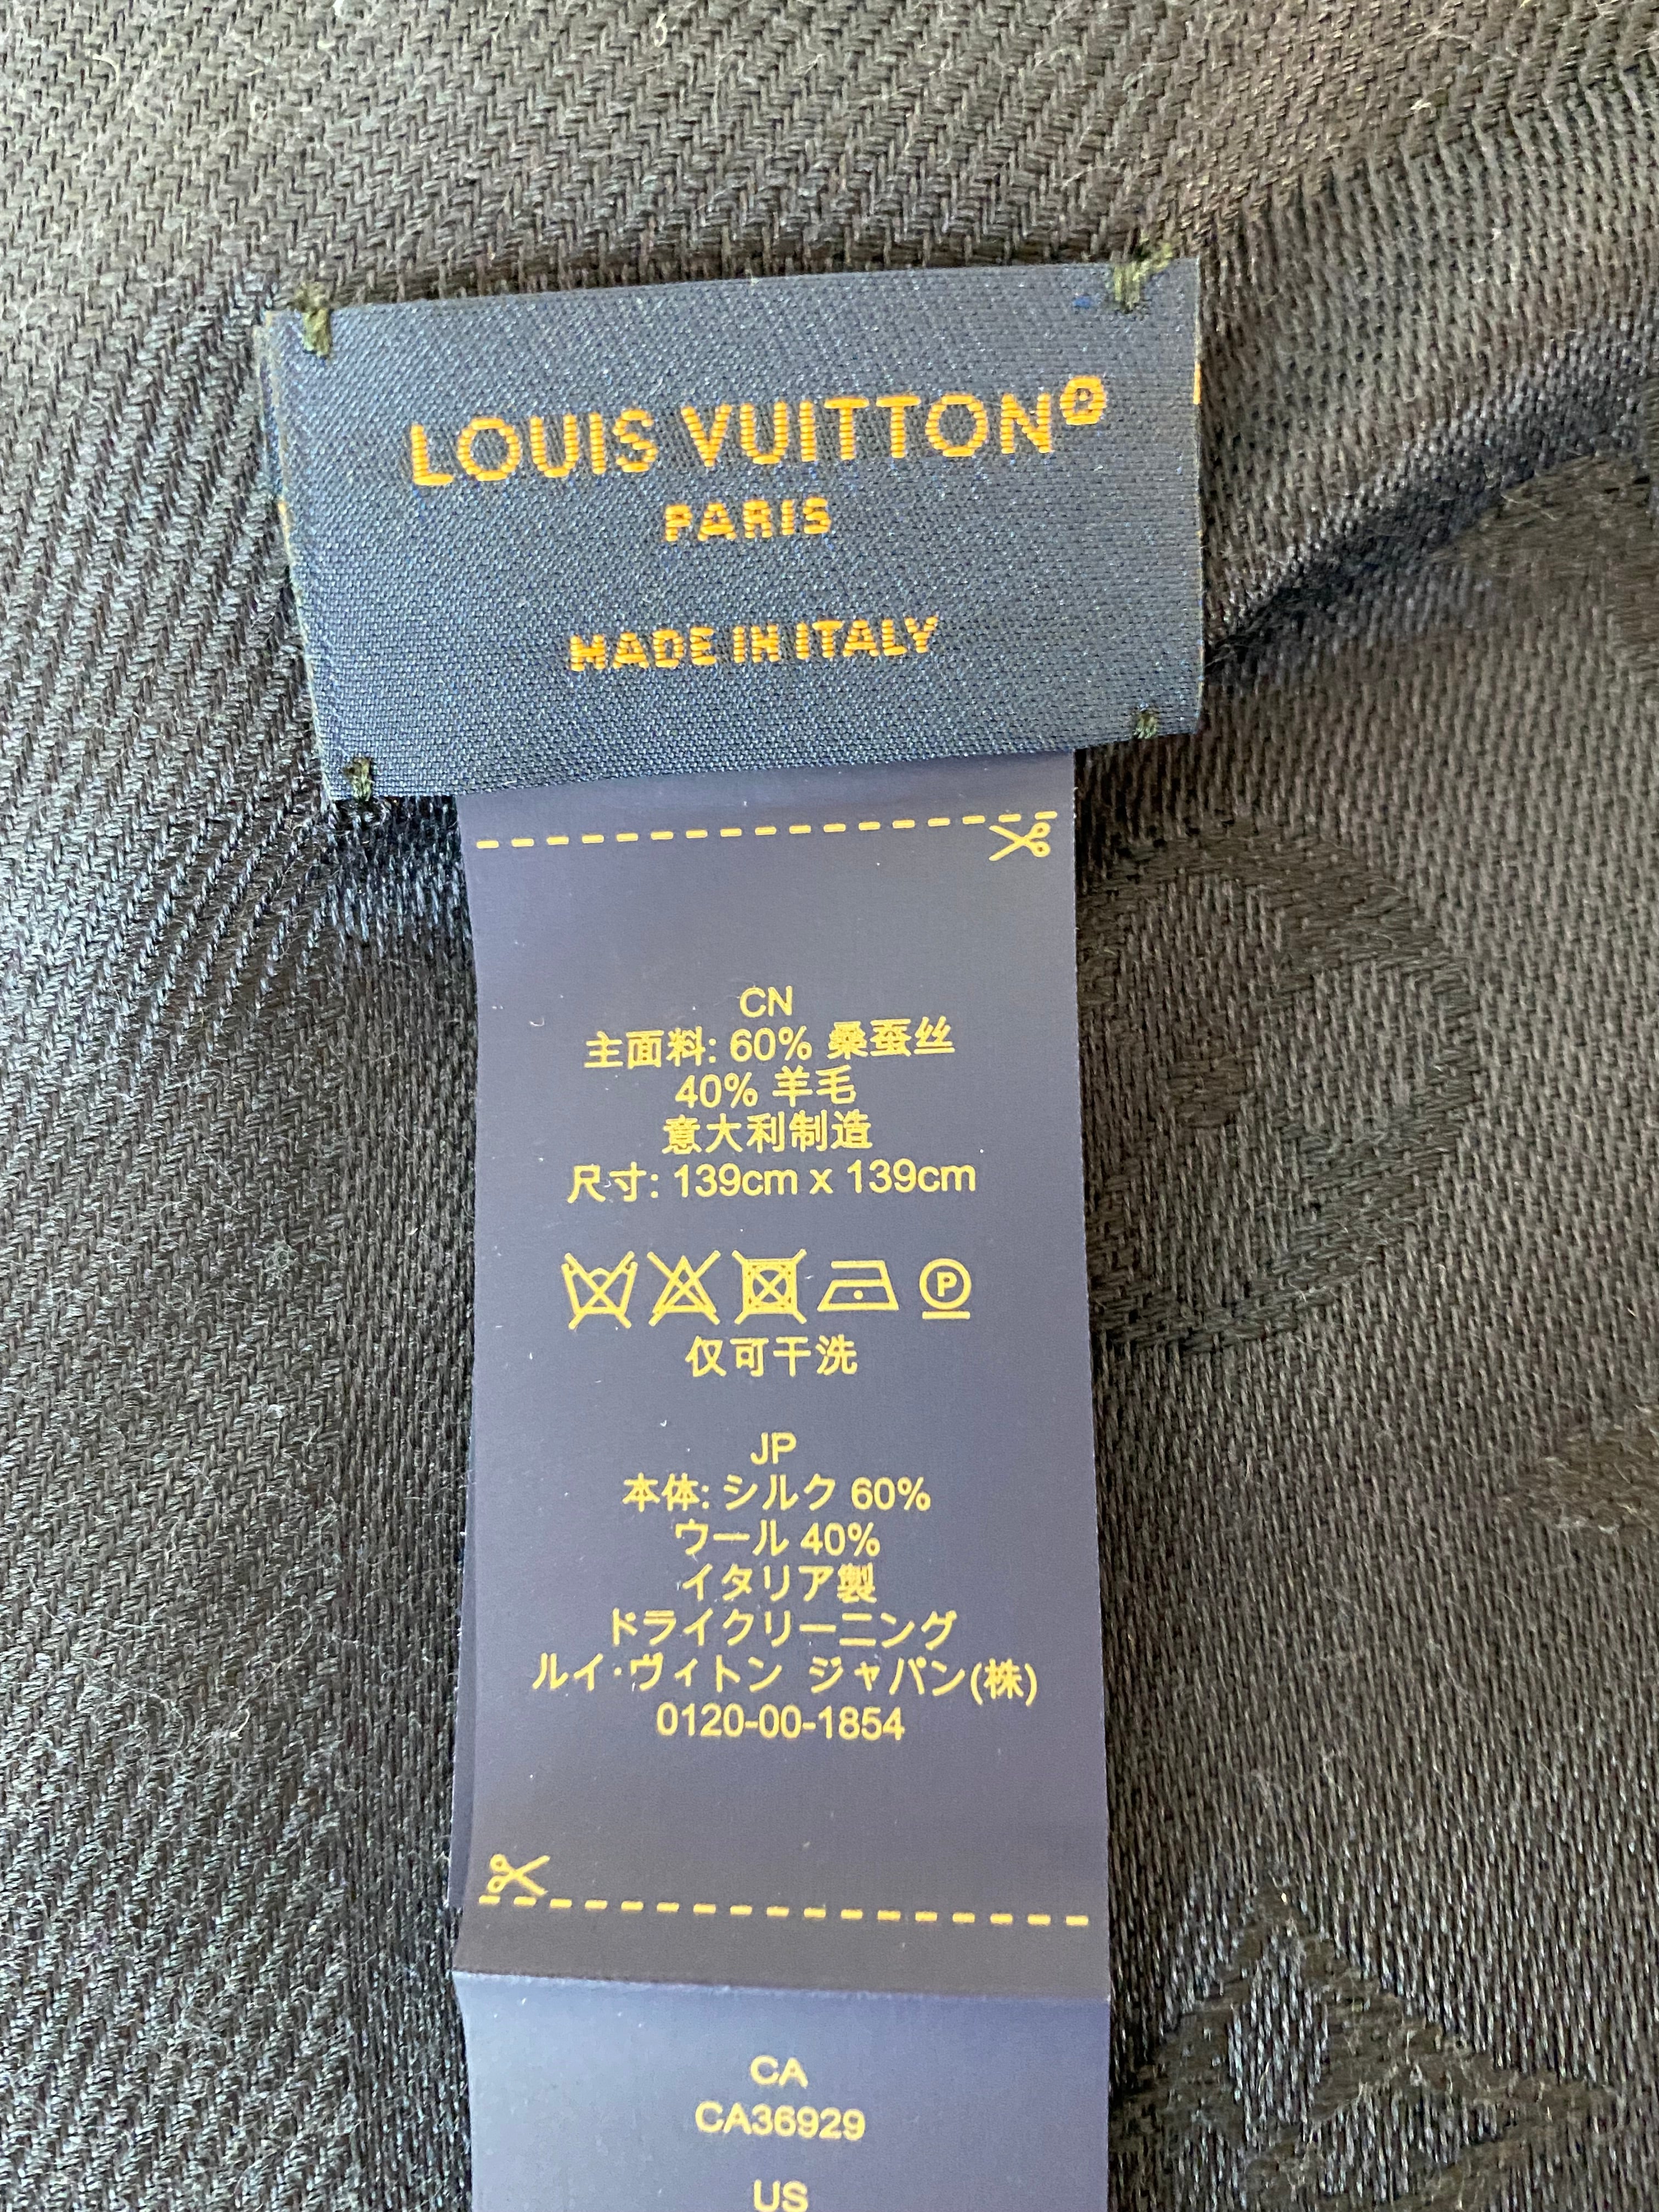 LOUIS VUITTON®
PARIS
MADE IN ITALY
CN
主面料: 60% 桑蚕丝
40% 羊毛
意大利制造
尺寸: 139cm x 139cm
P
仅可干洗
JP
本体: シルク 60%
ウール 40%
イタリア製
ドライクリーニング
ルイ·ヴィトン ジャパン(株)
0120-00-1854
CA
CA36929
US